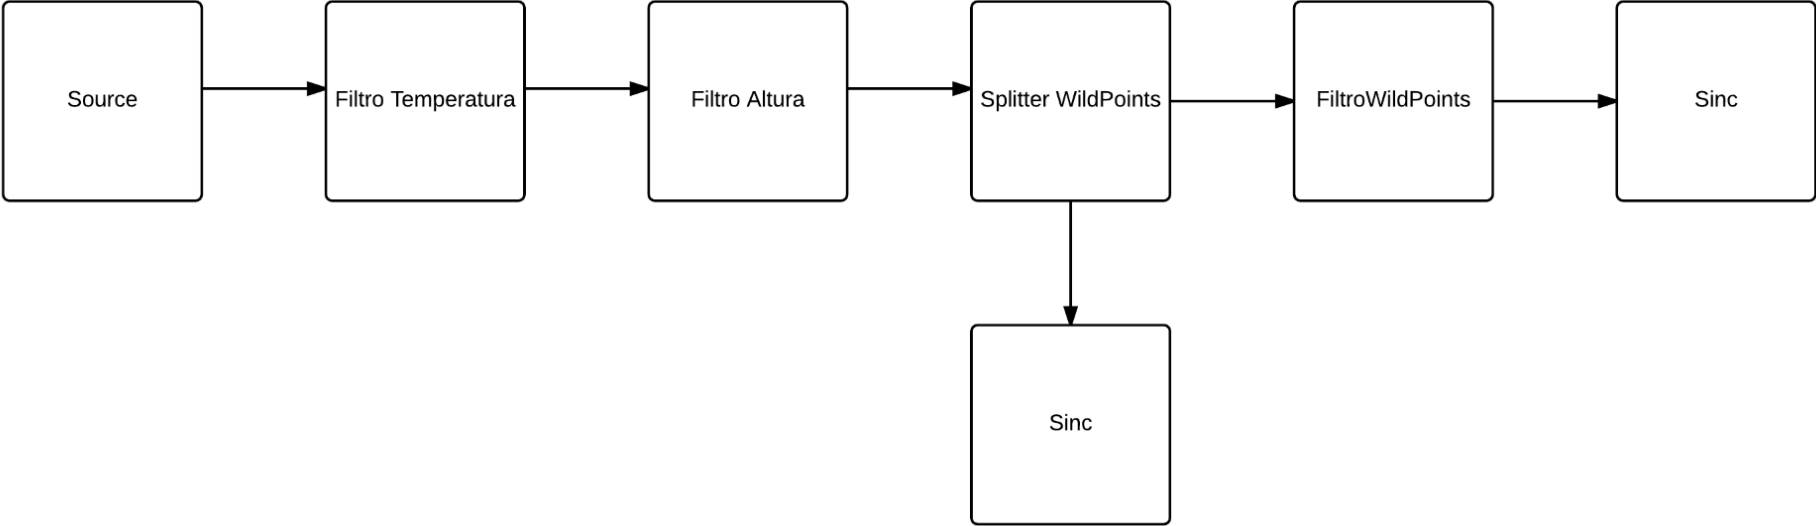 Source
Filtro Temperatura
Filtro Altura
Splitter WildPoints
FiltroWildPoints
Sinc
Sinc